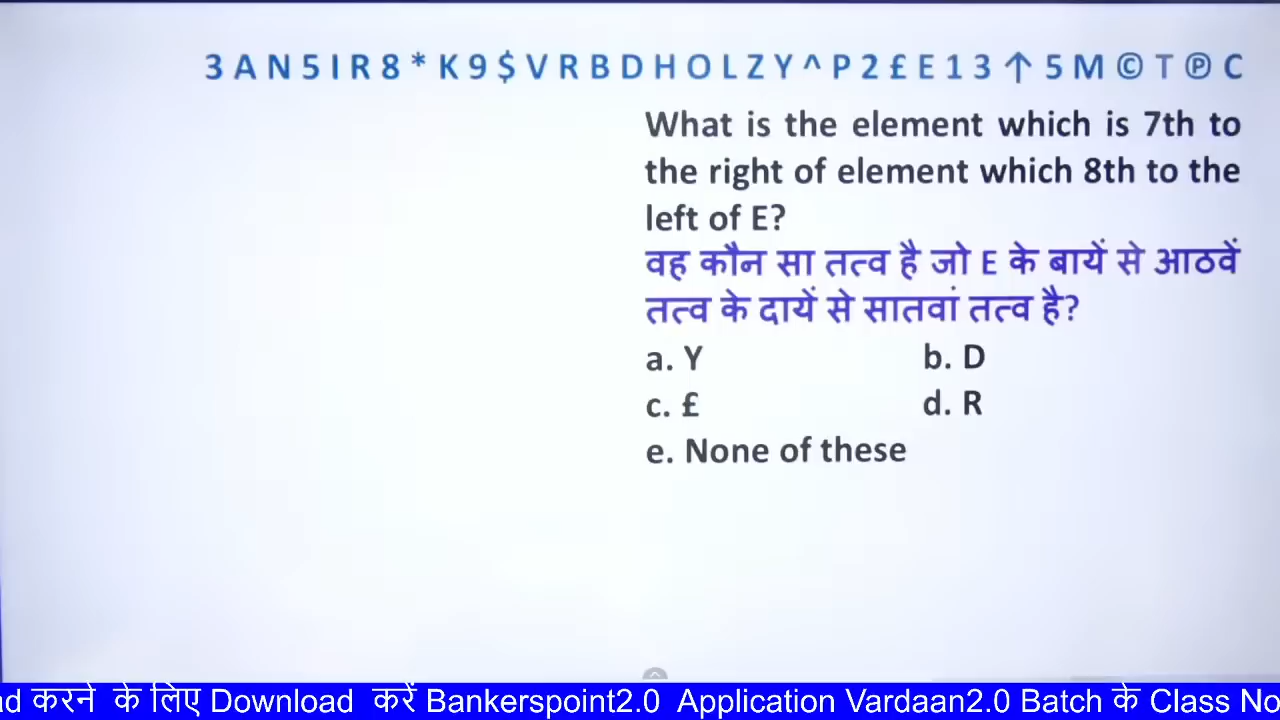 3 A N 5 I R 8 * K 9 $ V R B D H O L Z Y ^ P 2 £ E 1 3 ↑ 5 M © T ℗ C
What is the element which is 7th to
the right of element which 8th to the
left of E?
वह कौन सा तत्व है जो E के बायें से आठवें
तत्व के दायें से सातवां तत्व है?
a. Y b. D
c. £ d. R
e. None of these
ad करने के लिए Download करें Bankerspoint2.0 Application Vardaan2.0 Batch के Class No